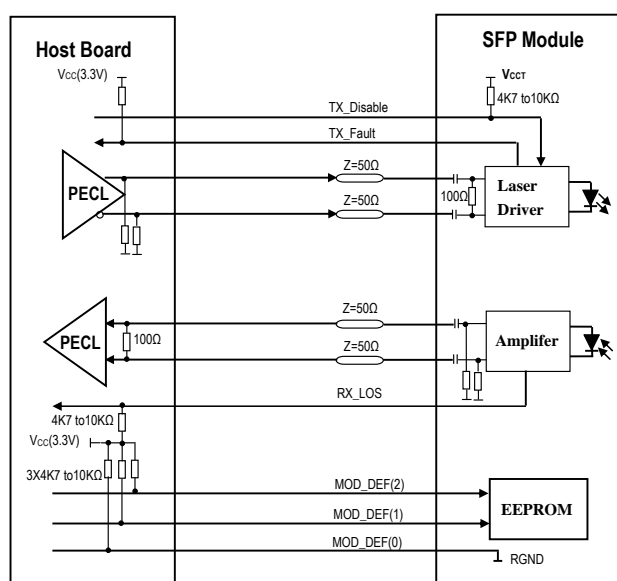 Host Board
SFP Module
Vcc(3.3V)
VCCT
4K7 to10KΩ
TX_Disable
TX_Fault
Z=50Ω
PECL
100Ω
Laser
Driver
Z=50Ω
Z=50Ω
PECL
100Ω
Amplifer
Z=50Ω
RX_LOS
4K7 to10KΩ
Vcc(3.3V)
3X4K7 to10KΩ
MOD_DEF(2)
EEPROM
MOD_DEF(1)
MOD_DEF(0)
RGND